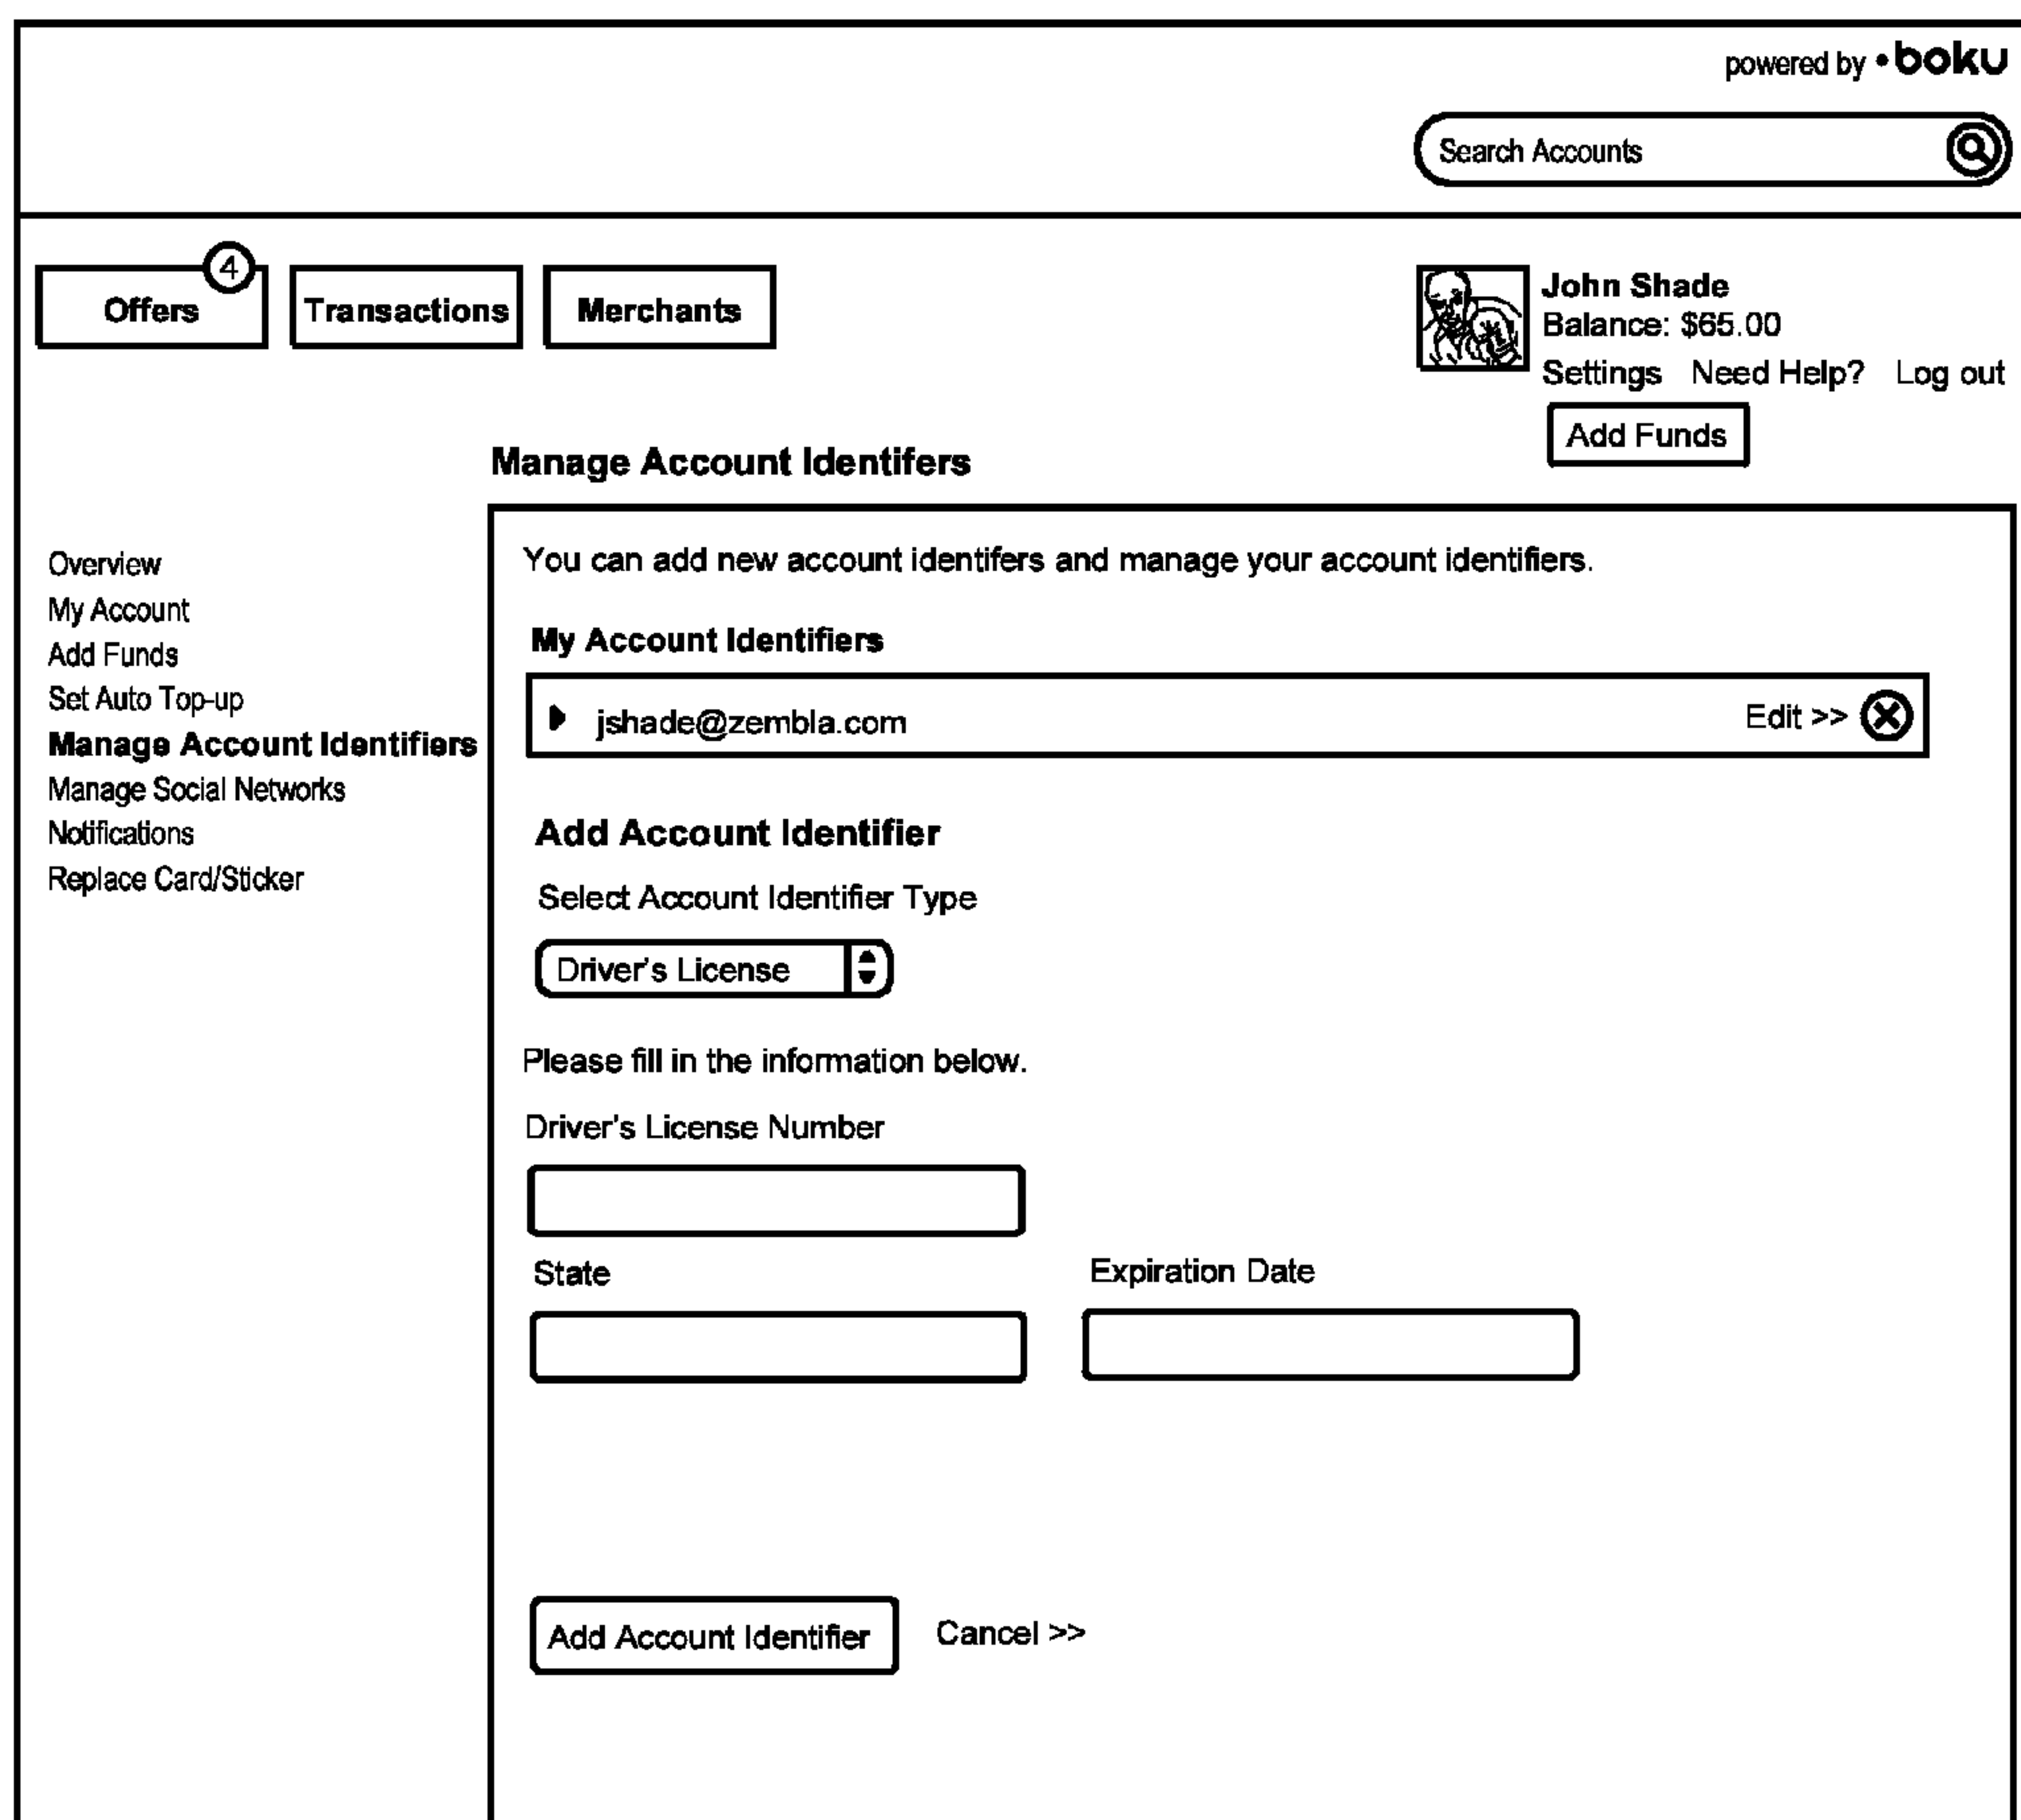 powered by •boku
Search Accounts
4
Offers
Transactions
Merchants
John Shade
Balance: $65.00
Settings Need Help? Log out
Add Funds
Manage Account Identifers
Overview
My Account
Add Funds
Set Auto Top-up
Manage Account Identifiers
Manage Social Networks
Notifications
Replace Card/Sticker
You can add new account identifers and manage your account identifiers.
My Account Identifiers
jshade@zembla.com Edit >>
Add Account Identifier
Select Account Identifier Type
Driver's License
Please fill in the information below.
Driver's License Number
State Expiration Date
Add Account Identifier Cancel >>